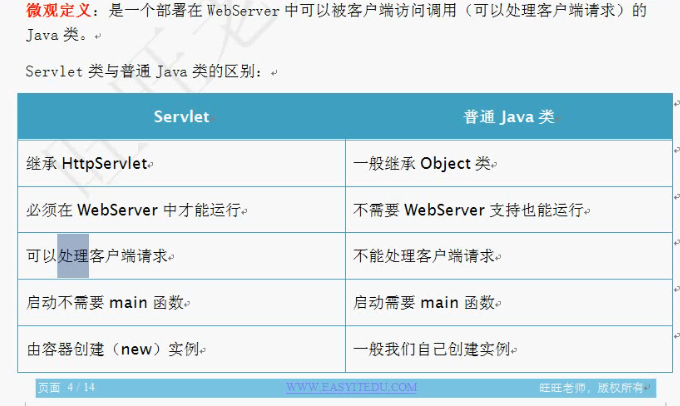 微观定义：是一个部署在 WebServer 中可以被客户端访问调用（可以处理客户端请求）的
Java 类。
Servlet 类与普通 Java 类的区别：
Servlet 普通 Java 类
继承 HttpServlet 一般继承 Object 类
必须在 WebServer 中才能运行 不需要 WebServer 支持也能运行
可以处理客户端请求 不能处理客户端请求
启动不需要 main 函数 启动需要 main 函数
由容器创建（new）实例 一般我们自己创建实例
页面 4 / 14 WWW.EASYITEDU.COM 旺旺老师，版权所有